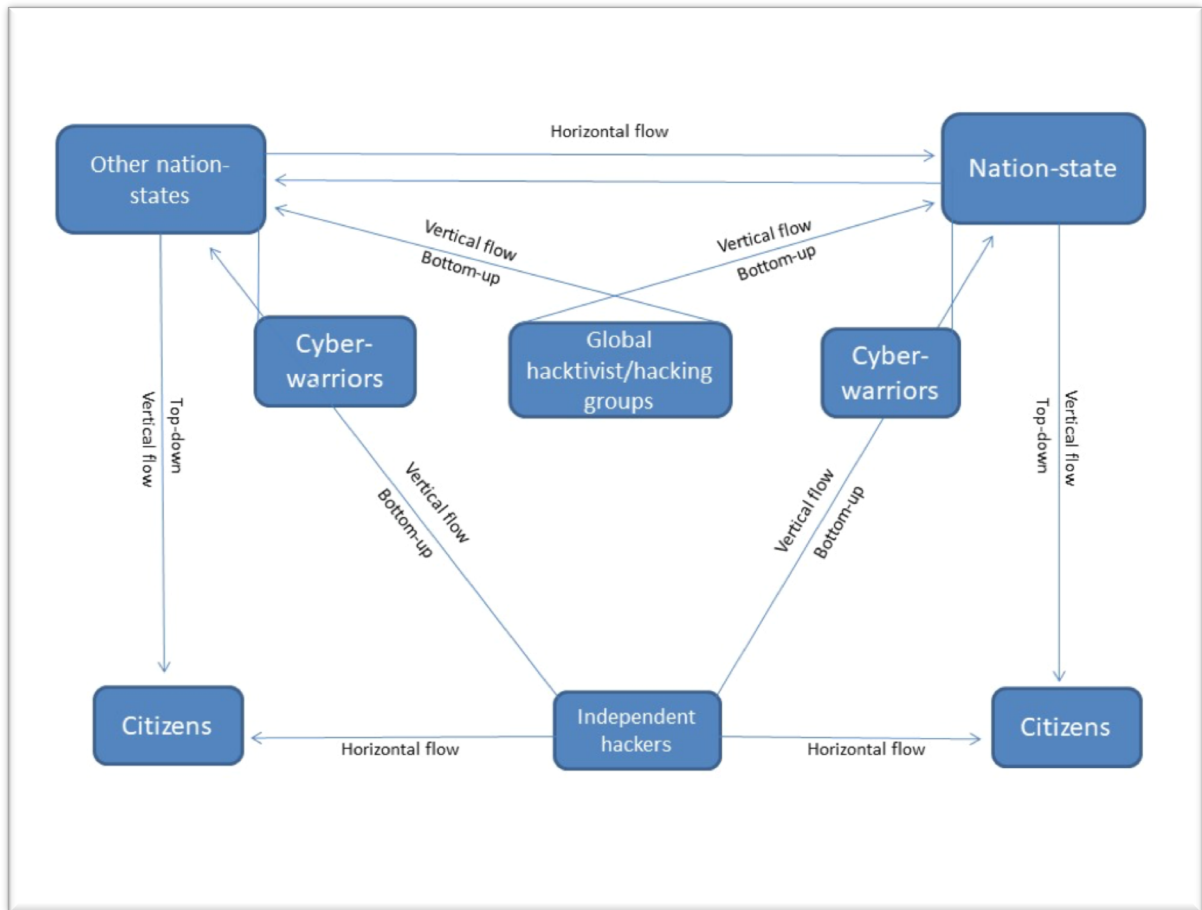 Horizontal flow
Other nation-
states
Nation-state
Vertical flow
Bottom-up
Vertical flow
Bottom-up
Cyber-
warriors
Global
hacktivist/hacking
groups
Cyber-
warriors
Top-down
Vertical flow
Vertical flow
Top-down
Vertical flow
Bottom-up
Vertical flow
Bottom-up
Citizens
Independent
hackers
Citizens
Horizontal flow
Horizontal flow